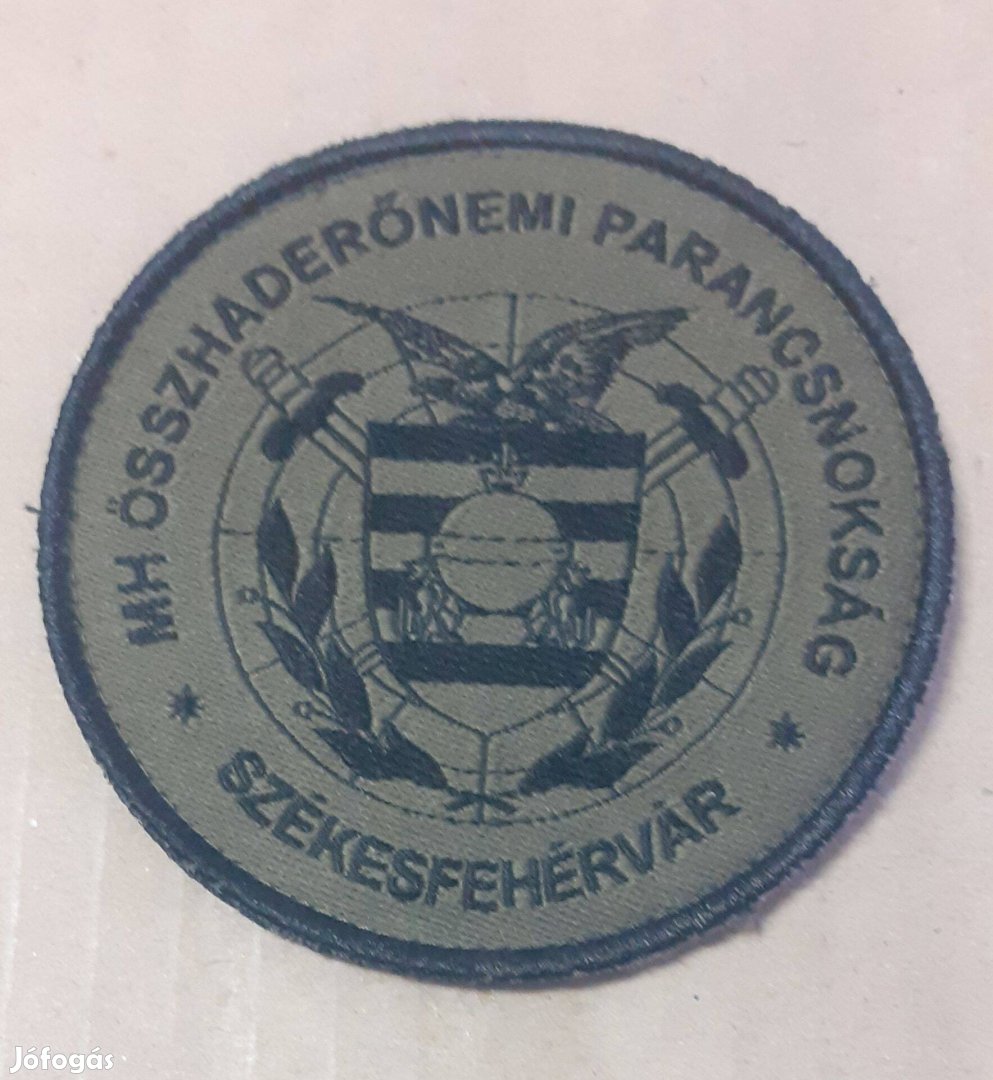 MH ÖSSZHADERŐNEMI PARANCSNOKSÁG
* SZÉKESFEHÉRVÁR *
Jófogás